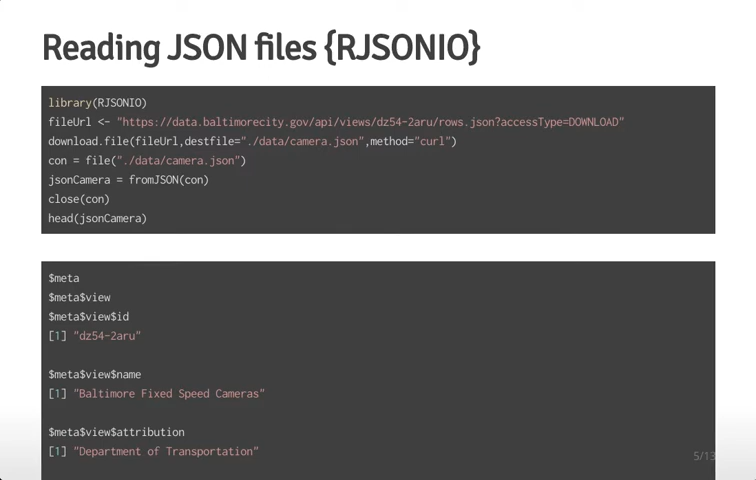 Reading JSON files {RJSONIO}
library(RJSONIO)
fileUrl <- "https://data.baltimorecity.gov/api/views/dz54-2aru/rows.json?accessType=DOWNLOAD"
download.file(fileUrl,destfile="./data/camera.json",method="curl")
con = file("./data/camera.json")
jsonCamera = fromJSON(con)
close(con)
head(jsonCamera)
$meta
$meta$view
$meta$view$id
[1] "dz54-2aru"
$meta$view$name
[1] "Baltimore Fixed Speed Cameras"
$meta$view$attribution
[1] "Department of Transportation"
5/13